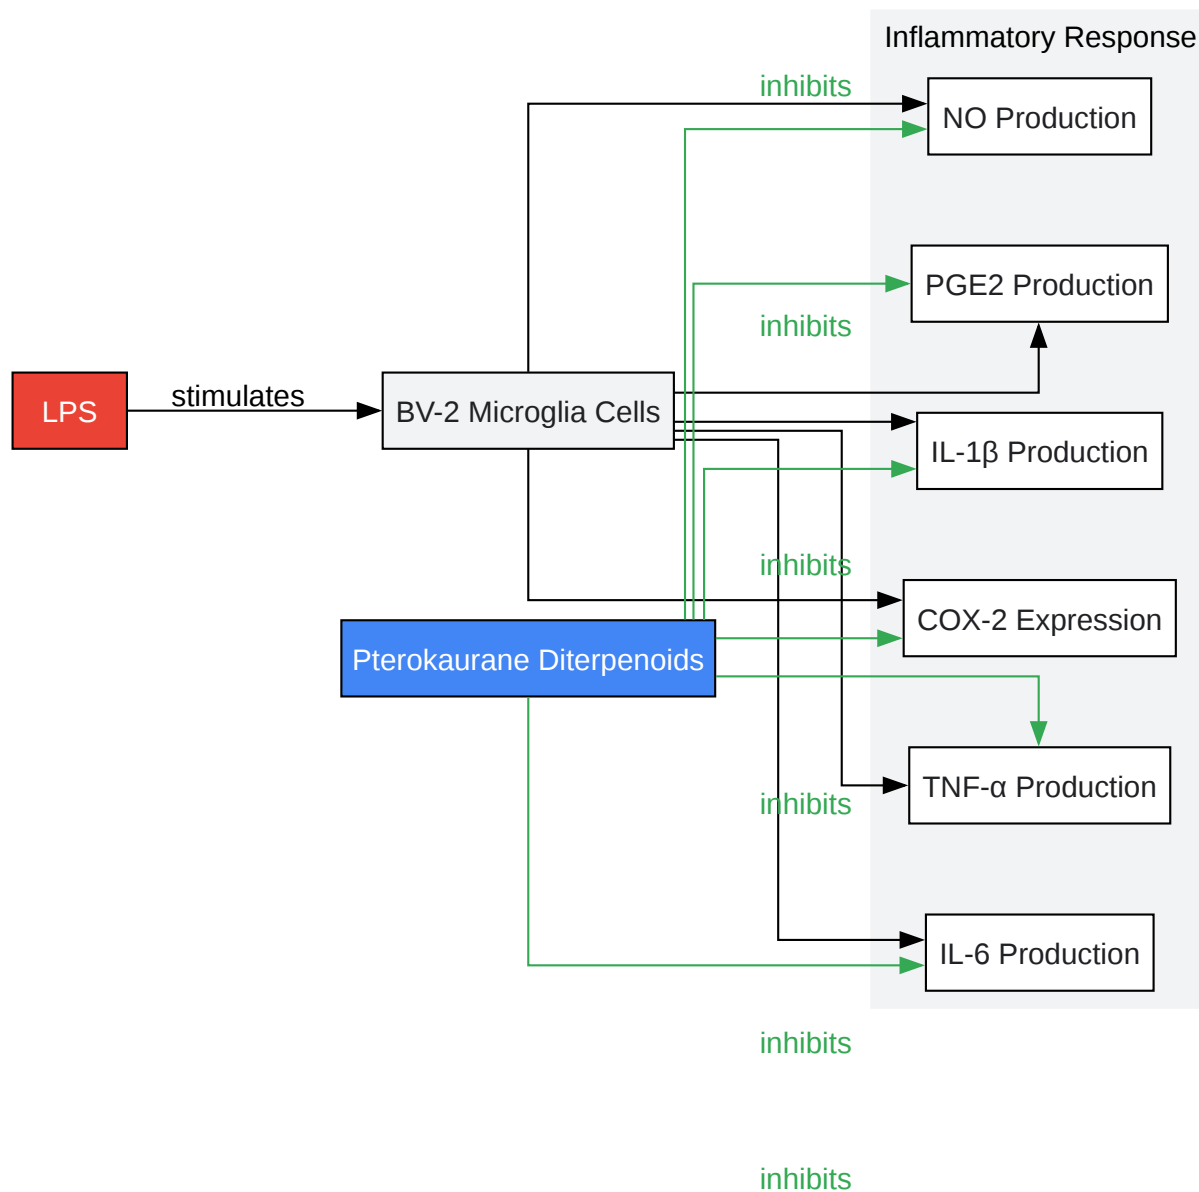 Inflammatory Response
inhibits
NO Production
PGE2 Production
inhibits
stimulates
LPS
BV-2 Microglia Cells
IL-1β Production
inhibits
COX-2 Expression
Pterokaurane Diterpenoids
TNF-α Production
inhibits
IL-6 Production
inhibits
inhibits